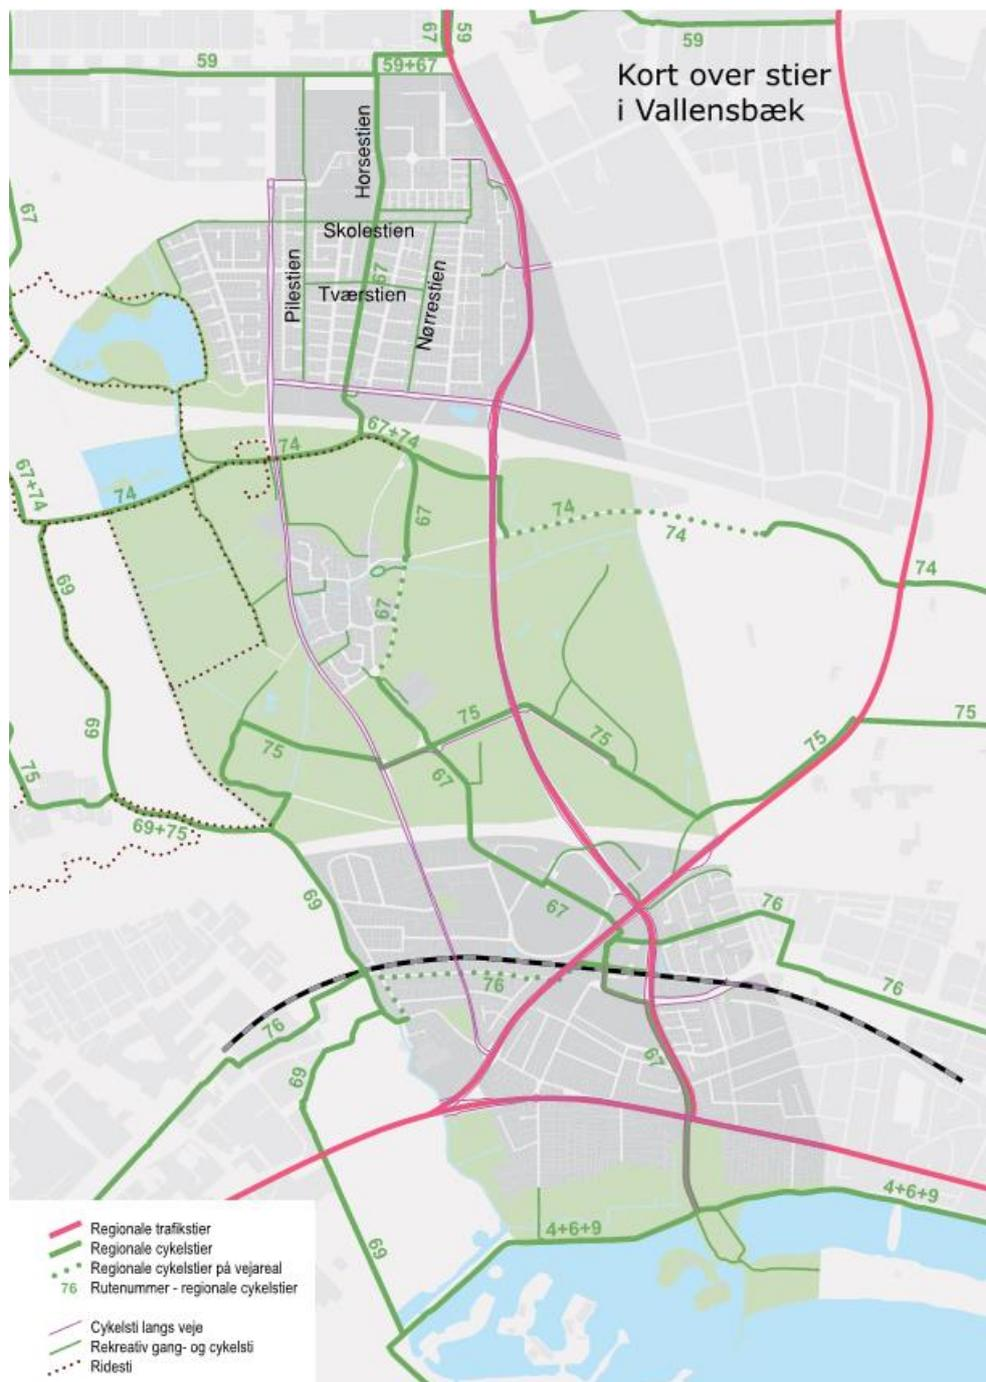 67
59
59
59
59+67
Kort over stier
i Vallensbæk
Horsestien
67
Skolestien
Pilestien
67
Tværstien
Nørrestien
67+74
74
67+74
74
74
74
67
74
69
67
69
75
75
75
75
75
67
75
69+75
69
67
76
76
76
76
67
69
4+6+9
4+6+9
69
Regionale trafikstier
Regionale cykelstier
Regionale cykelstier på vejareal
76 Rutenummer - regionale cykelstier
Cykelsti langs veje
Rekreativ gang- og cykelsti
Ridesti